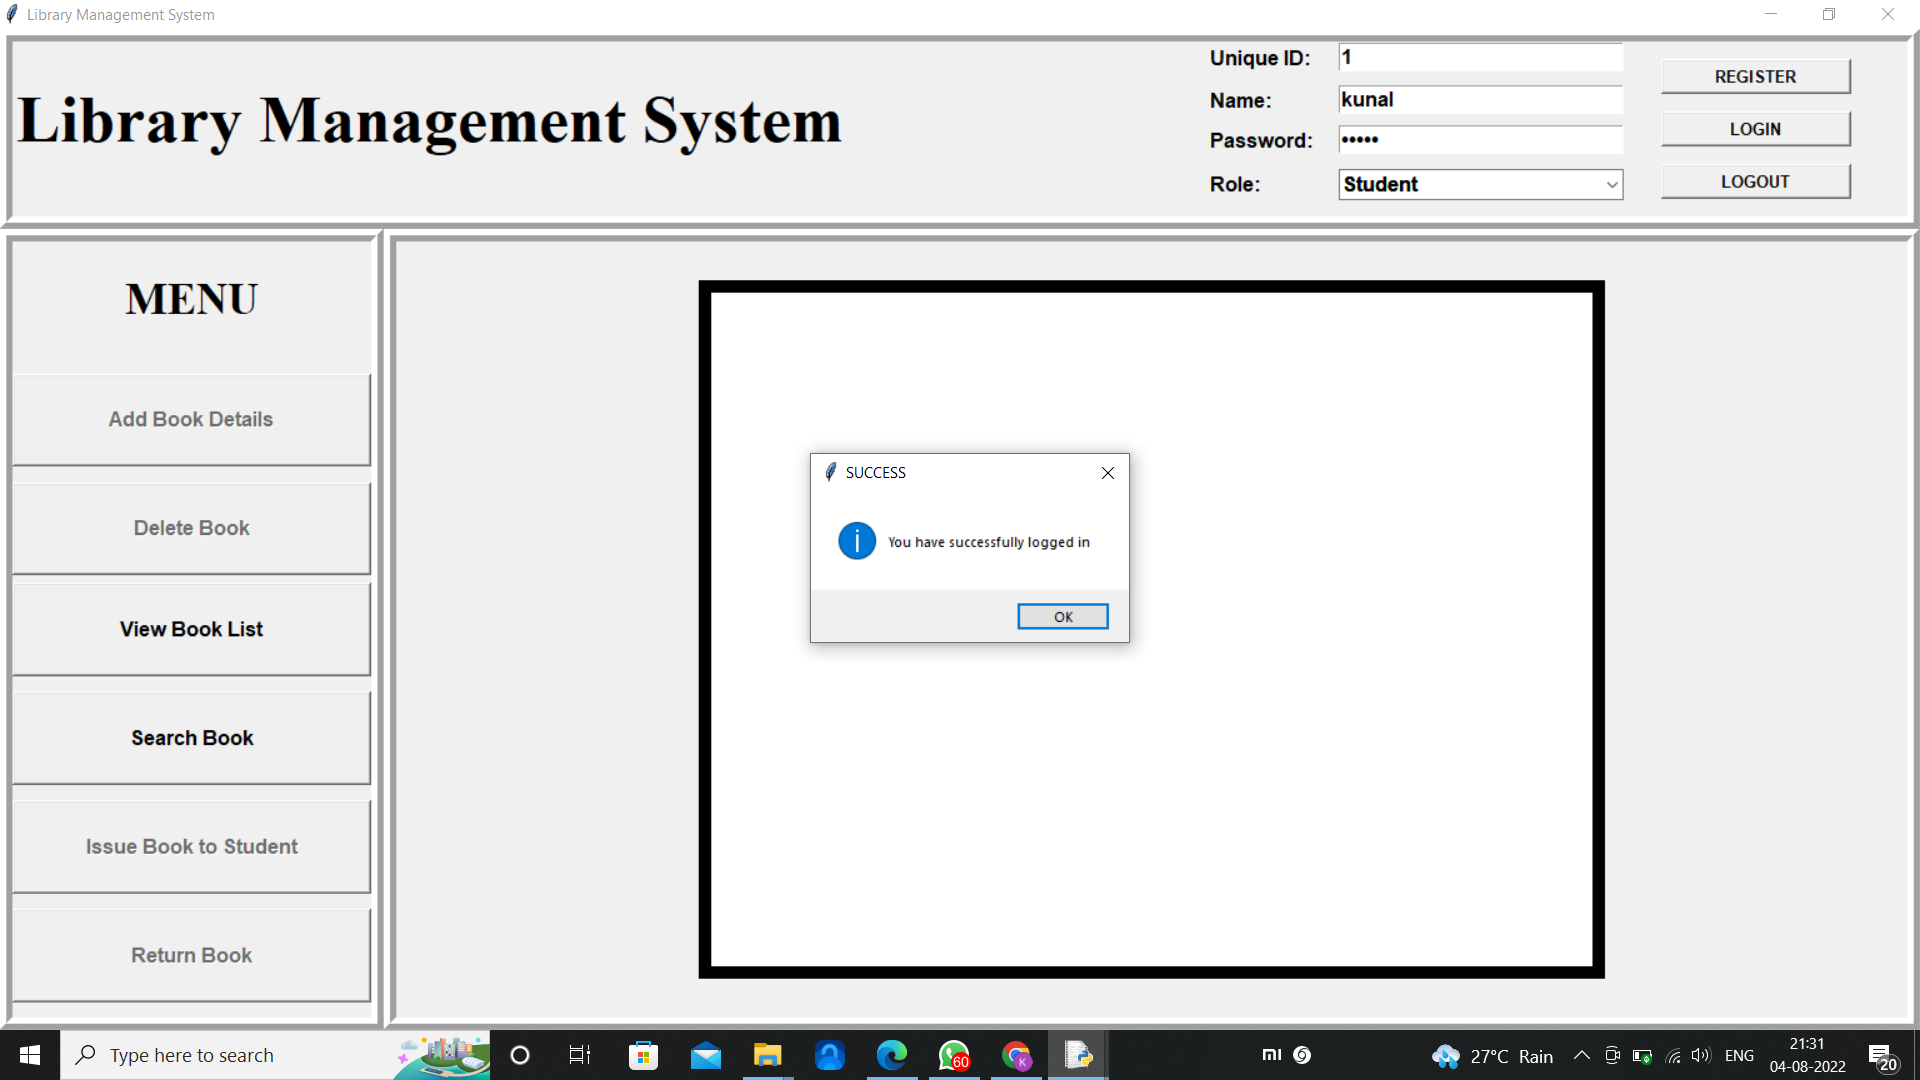 Library Management System
Library Management System
Unique ID: 1
Name: kunal
Password: •••••
Role: Student
REGISTER
LOGIN
LOGOUT
MENU
Add Book Details
Delete Book
View Book List
Search Book
Issue Book to Student
Return Book
SUCCESS
You have successfully logged in
OK
Type here to search
60
K
mi
27°C Rain
ENG
21:31
04-08-2022
20